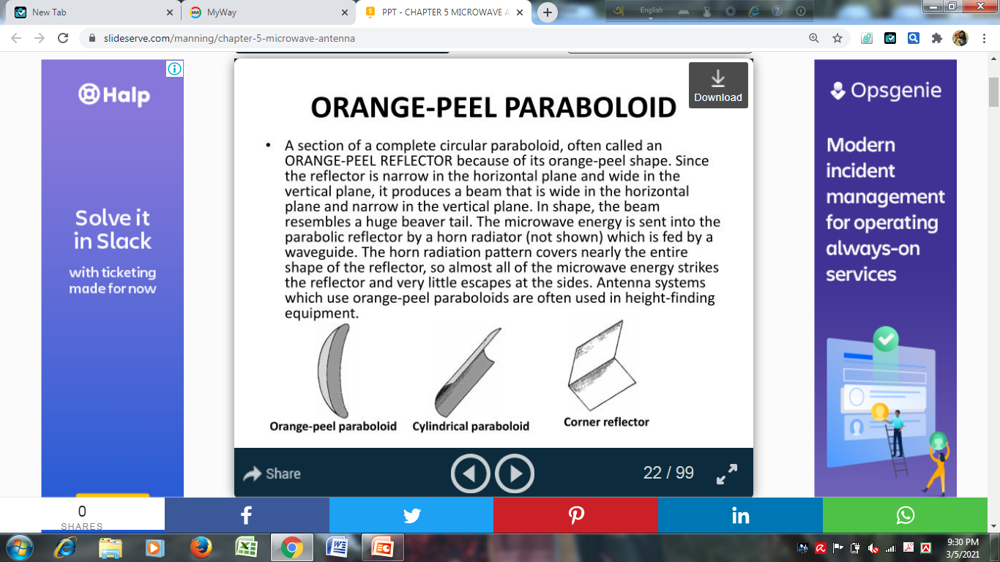 New Tab
MyWay
PPT - CHAPTER 5 MICROWAVE A
English
slideserve.com/manning/chapter-5-microwave-antenna
Halp
Solve it
in Slack
with ticketing
made for now
Download
ORANGE-PEEL PARABOLOID
• A section of a complete circular paraboloid, often called an
ORANGE-PEEL REFLECTOR because of its orange-peel shape. Since
the reflector is narrow in the horizontal plane and wide in the
vertical plane, it produces a beam that is wide in the horizontal
plane and narrow in the vertical plane. In shape, the beam
resembles a huge beaver tail. The microwave energy is sent into the
parabolic reflector by a horn radiator (not shown) which is fed by a
waveguide. The horn radiation pattern covers nearly the entire
shape of the reflector, so almost all of the microwave energy strikes
the reflector and very little escapes at the sides. Antenna systems
which use orange-peel paraboloids are often used in height-finding
equipment.
Orange-peel paraboloid
Cylindrical paraboloid
Corner reflector
Share
22 / 99
Opsgenie
Modern
incident
management
for operating
always-on
services
0
SHARES
9:30 PM
3/5/2021